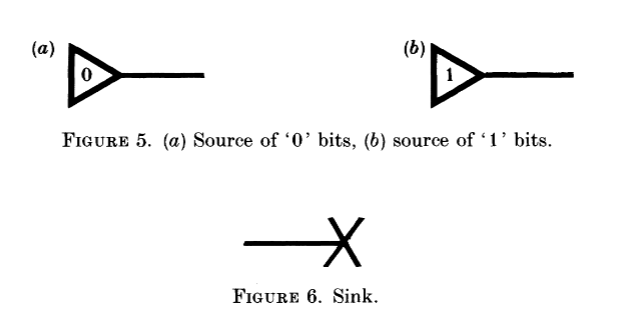 (a) 0 (b) 1
FIGURE 5. (a) Source of ‘0’ bits, (b) source of ‘1’ bits.
FIGURE 6. Sink.